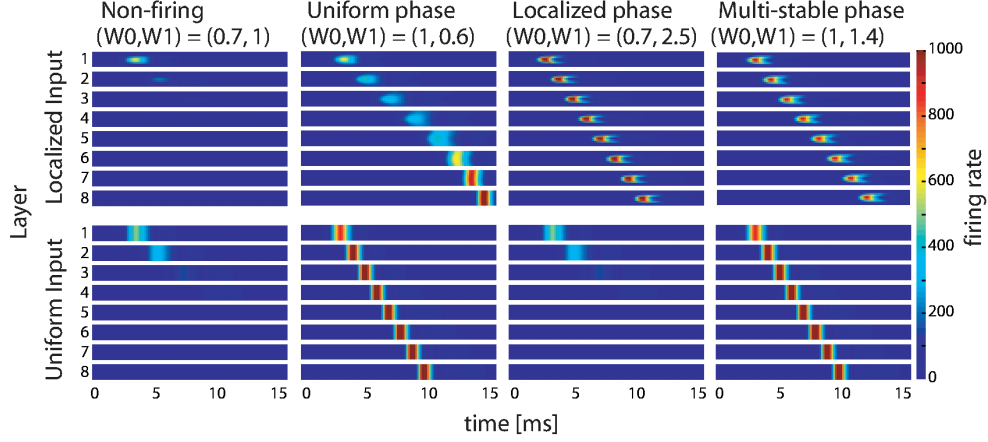 Non-firing Uniform phase Localized phase Multi-stable phase
(W0,W1) = (0.7, 1) (W0,W1) = (1, 0.6) (W0,W1) = (0.7, 2.5) (W0,W1) = (1, 1.4)
Layer
Localized Input
1
2
3
4
5
6
7
8
Uniform Input
1
2
3
4
5
6
7
8
0 5 10 15 0 5 10 15 0 5 10 15 0 5 10 15
time [ms]
1000
800
600
400
200
0
firing rate